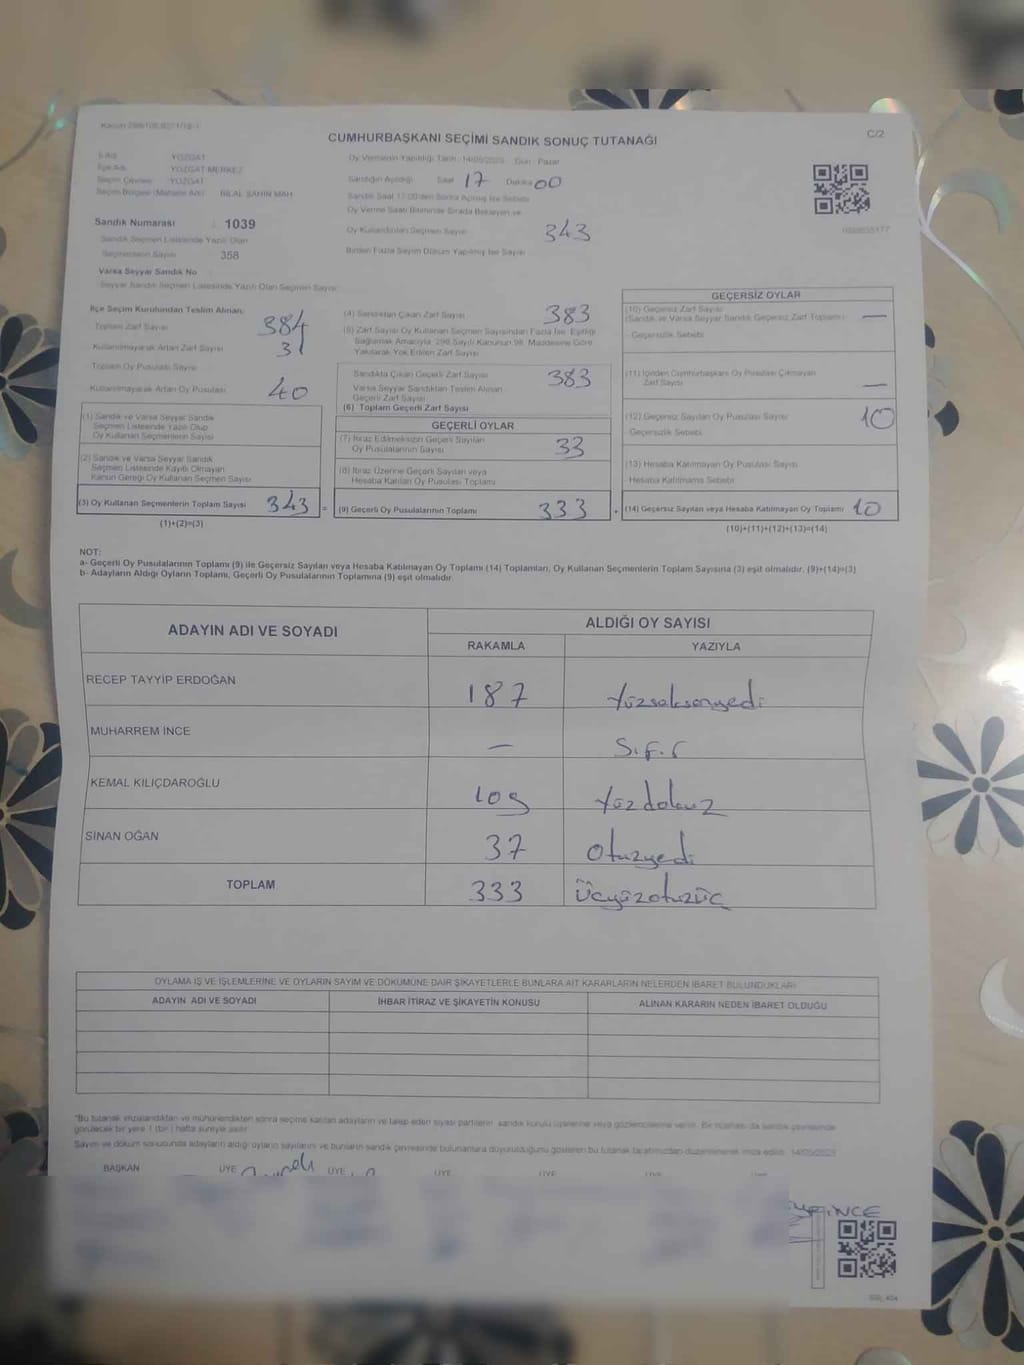 CUMHURBAŞKANI SEÇİMİ SANDIK SONUÇ TUTANAĞI
C/2
İl Adı YOZGAT
İlçe Adı YOZGAT MERKEZ
Seçim Çevresi YOZGAT
Seçim Bölgesi (Mahalle Adı) BİLAL ŞAHİN MAH
Sandık Numarası : 1039
Sandık Seçmen Listesinde Yazılı Olan
Seçmenlerin Sayısı 358
Varsa Seyyar Sandık No
Seyyar Sandık Seçmen Listesinde Yazılı Olan Seçmen Sayısı
Oy Vermenin Yapıldığı Tarih : 14/05/2023 Gün : Pazar
Sandığın Açıldığı Saat 17 Dakika 00
Sandık Saat 17:00'den Sonra Açılmış İse Sebebi
Oy Verme Saati Bitiminde Sırada Bekleyen ve
Oy Kullandırılan Seçmen Sayısı 343
Birden Fazla Sayım Döküm Yapılmış İse Sayısı
İlçe Seçim Kurulundan Teslim Alınan;
Toplam Zarf Sayısı 384
Kullanılmayarak Artan Zarf Sayısı 31
Toplam Oy Pusulası Sayısı
Kullanılmayarak Artan Oy Pusulası 40
(1) Sandık ve Varsa Seyyar Sandık
Seçmen Listesinde Yazılı Olup
Oy Kullanan Seçmenlerin Sayısı
(2) Sandık ve Varsa Seyyar Sandık
Seçmen Listesinde Kayıtlı Olmayan
Kanun Gereği Oy Kullanan Seçmen Sayısı
(3) Oy Kullanan Seçmenlerin Toplam Sayısı 343 =
(1)+(2)=(3)
(4) Sandıktan Çıkan Zarf Sayısı 383
(5) Zarf Sayısı Oy Kullanan Seçmen Sayısından Fazla İse, Eşitliği
Sağlamak Amacıyla, 298 Sayılı Kanunun 98. Maddesine Göre
Yakılarak Yok Edilen Zarf Sayısı
Sandıkta Çıkan Geçerli Zarf Sayısı 383
Varsa Seyyar Sandıktan Teslim Alınan
Geçerli Zarf Sayısı
(6) Toplam Geçerli Zarf Sayısı
GEÇERLİ OYLAR
(7) İtiraz Edilmeksizin Geçerli Sayılan
Oy Pusulalarının Sayısı 33
(8) İtiraz Üzerine Geçerli Sayılan veya
Hesaba Katılan Oy Pusulası Toplamı
(9) Geçerli Oy Pusulalarının Toplamı 333 +
GEÇERSİZ OYLAR
(10) Geçersiz Zarf Sayısı
(Sandık ve Varsa Seyyar Sandık Geçersiz Zarf Toplamı) —
Geçersizlik Sebebi
(11) İçinden Cumhurbaşkanı Oy Pusulası Çıkmayan
Zarf Sayısı —
(12) Geçersiz Sayılan Oy Pusulası Sayısı 10
Geçersizlik Sebebi
(13) Hesaba Katılmayan Oy Pusulası Sayısı
Hesaba Katılmama Sebebi
(14) Geçersiz Sayılan veya Hesaba Katılmayan Oy Toplamı 10
(10)+(11)+(12)+(13)=(14)
NOT:
a- Geçerli Oy Pusulalarının Toplamı (9) ile Geçersiz Sayılan veya Hesaba Katılmayan Oy Toplamı (14) Toplamları, Oy Kullanan Seçmenlerin Toplam Sayısına (3) eşit olmalıdır. (9)+(14)=(3)
b- Adayların Aldığı Oyların Toplamı, Geçerli Oy Pusulalarının Toplamına (9) eşit olmalıdır.
ADAYIN ADI VE SOYADI
ALDIĞI OY SAYISI
RAKAMLA YAZIYLA
RECEP TAYYİP ERDOĞAN 187 Yüzseksenyedi
MUHARREM İNCE — Sıfır
KEMAL KILIÇDAROĞLU 109 Yüzdokuz
SİNAN OĞAN 37 Otuzyedi
TOPLAM 333 Üçyüzotuzüç
OYLAMA İŞ VE İŞLEMLERİNE VE OYLARIN SAYIM VE DÖKÜMÜNE DAİR ŞİKAYETLERLE BUNLARA AİT KARARLARIN NELERDEN İBARET BULUNDUKLARI
ADAYIN ADI VE SOYADI İHBAR İTİRAZ VE ŞİKAYETİN KONUSU ALINAN KARARIN NEDEN İBARET OLDUĞU
"Bu tutanak imzalandıktan ve mühürlendikten sonra seçime katılan adayların ve talep eden siyasi partilerin sandık kurulu üyelerine veya gözlemcilerine verilir. Bir nüshası da sandık çevresinde
görülecek bir yere 1 (bir) hafta süreyle asılır.
Sayım ve döküm sonucunda adayların aldığı oyların sayılarını ve bunların sandık çevresinde bulunanlara duyurulduğunu gösteren bu tutanak tarafımızdan düzenlenerek imza edildi. 14/05/2023
BAŞKAN ÜYE ÜYE ÜYE ÜYE ÜYE ÜYE
İNCE